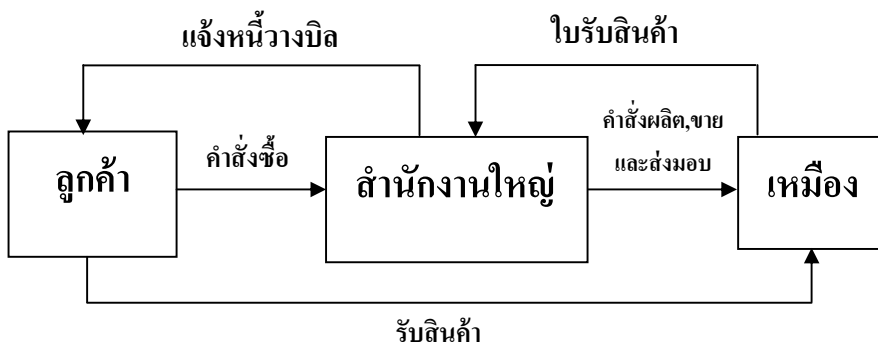 แจ้งหนี้วางบิล
ใบรับสินค้า
ลูกค้า
คำสั่งซื้อ
สำนักงานใหญ่
คำสั่งผลิต,ขาย
และส่งมอบ
เหมือง
รับสินค้า